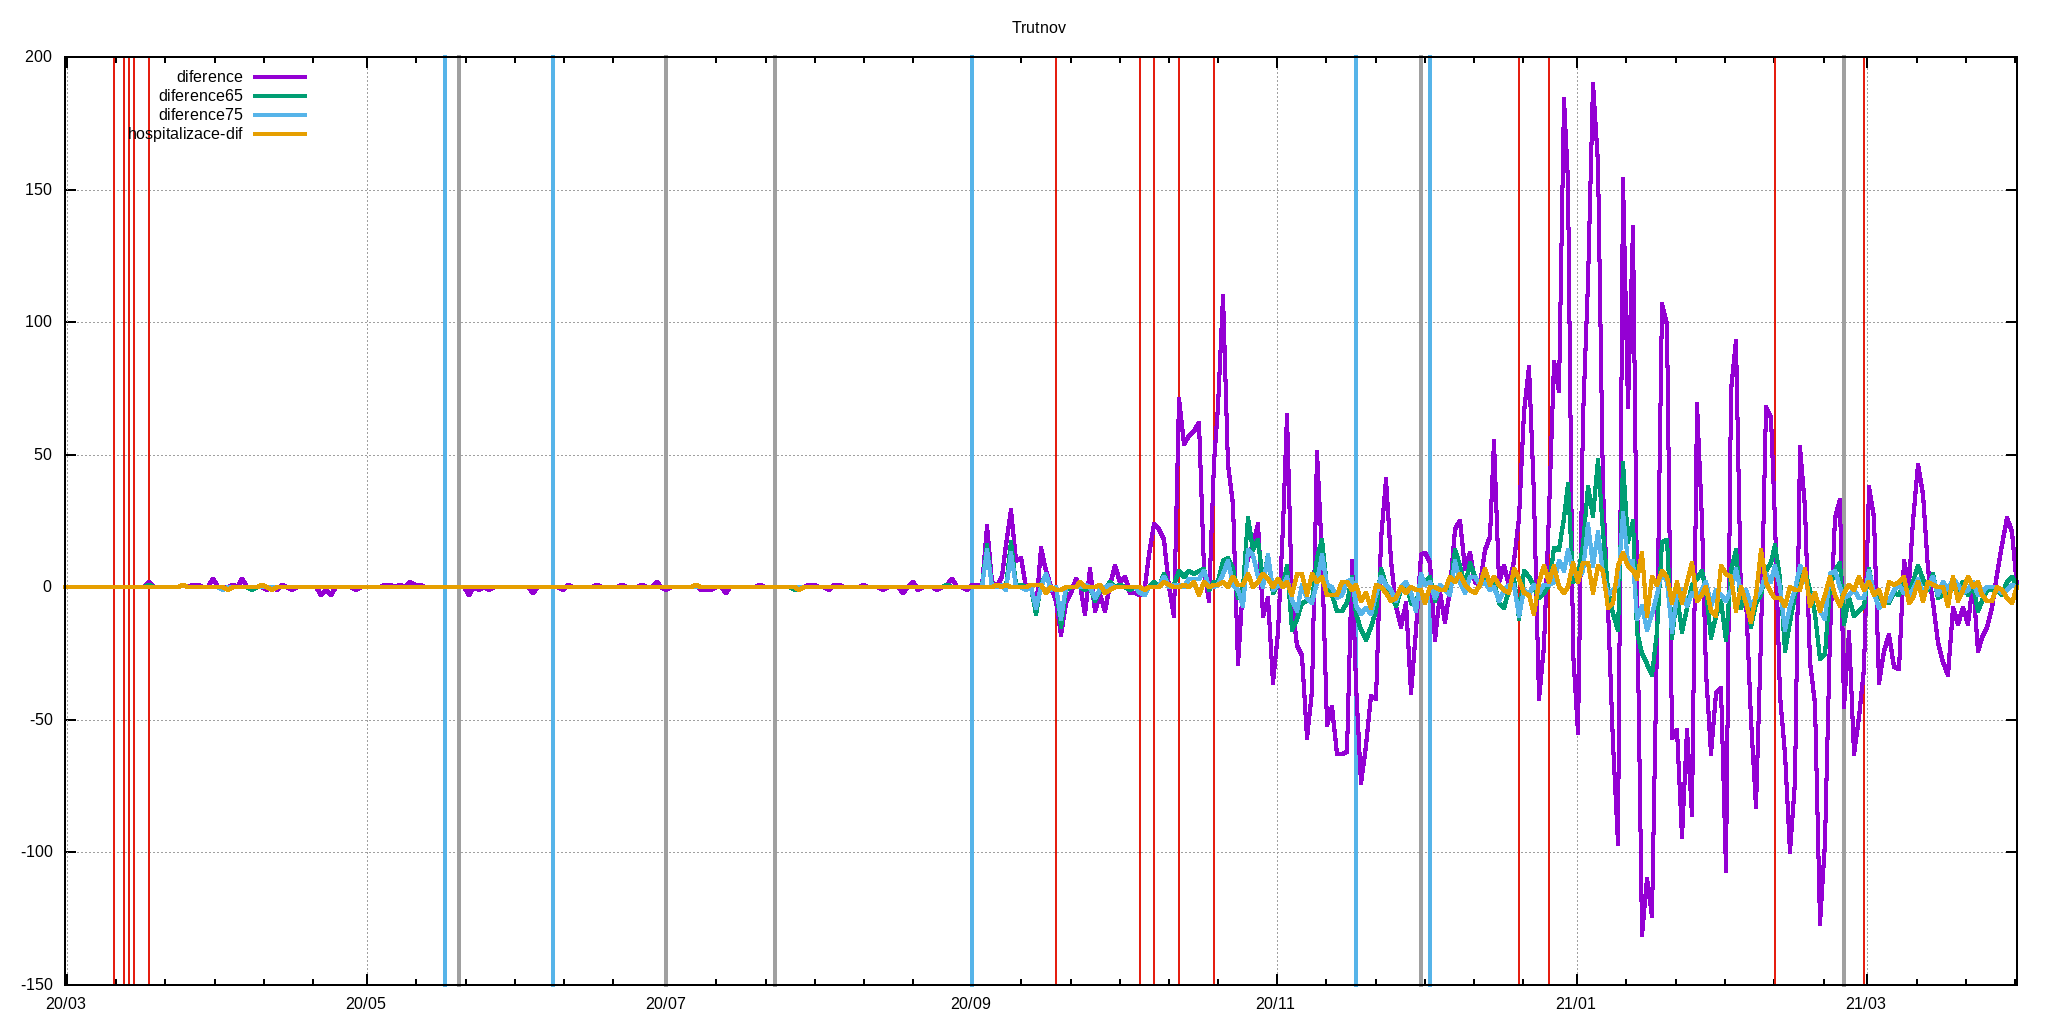 Trutnov
200
diference
diference65
diference75
hospitalizace-dif
150
100
50
0
-50
-100
-150
20/03 20/05 20/07 20/09 20/11 21/01 21/03